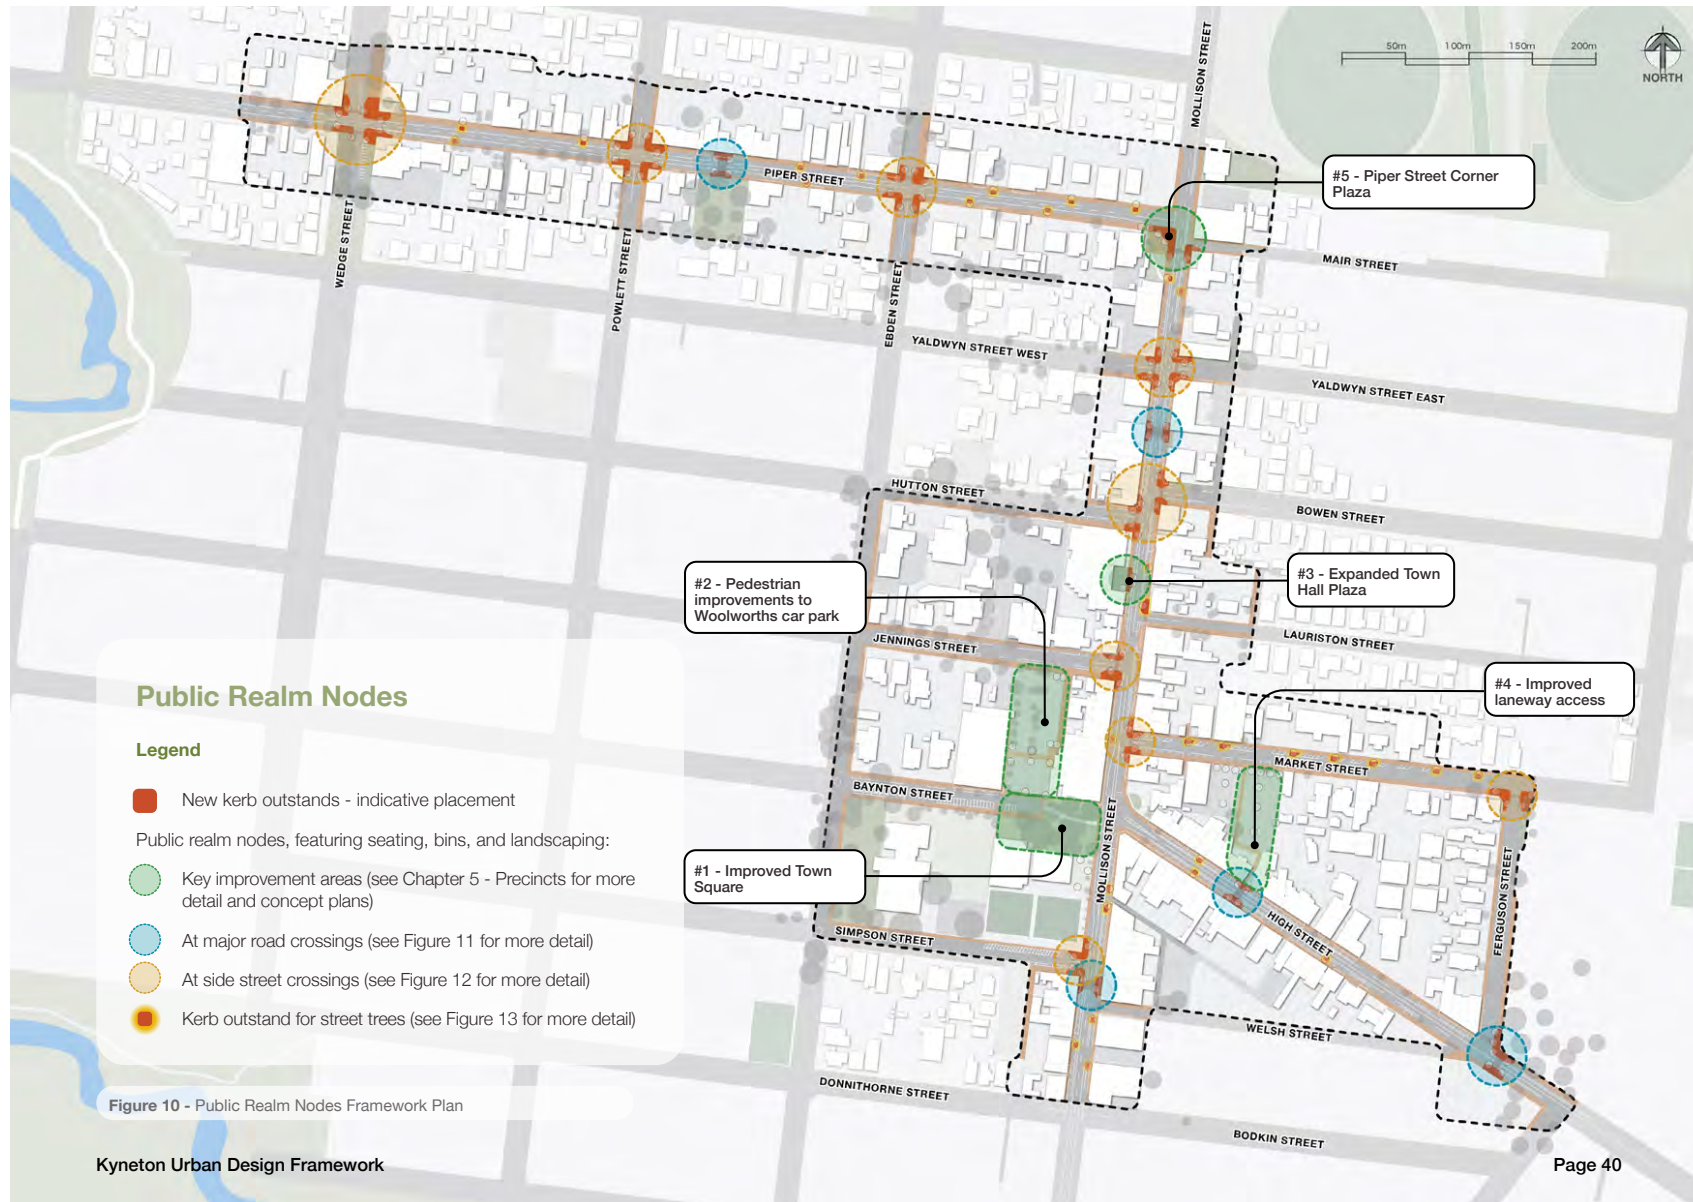 MOLLISON STREET
50m 100m 150m 200m
NORTH
#5 - Piper Street Corner
Plaza
PIPER STREET
WEDGE STREET
POWLETT STREET
EBDEN STREET
MAIR STREET
YALDWYN STREET WEST
YALDWYN STREET EAST
HUTTON STREET
BOWEN STREET
#2 - Pedestrian
improvements to
Woolworths car park
#3 - Expanded Town
Hall Plaza
JENNINGS STREET
LAURISTON STREET
#4 - Improved
laneway access
MARKET STREET
BAYNTON STREET
MOLLISON STREET
#1 - Improved Town
Square
HIGH STREET
FERGUSON STREET
SIMPSON STREET
WELSH STREET
DONNITHORNE STREET
BODKIN STREET
Public Realm Nodes
Legend
New kerb outstands - indicative placement
Public realm nodes, featuring seating, bins, and landscaping:
Key improvement areas (see Chapter 5 - Precincts for more
detail and concept plans)
At major road crossings (see Figure 11 for more detail)
At side street crossings (see Figure 12 for more detail)
Kerb outstand for street trees (see Figure 13 for more detail)
Figure 10 - Public Realm Nodes Framework Plan
Kyneton Urban Design Framework
Page 40